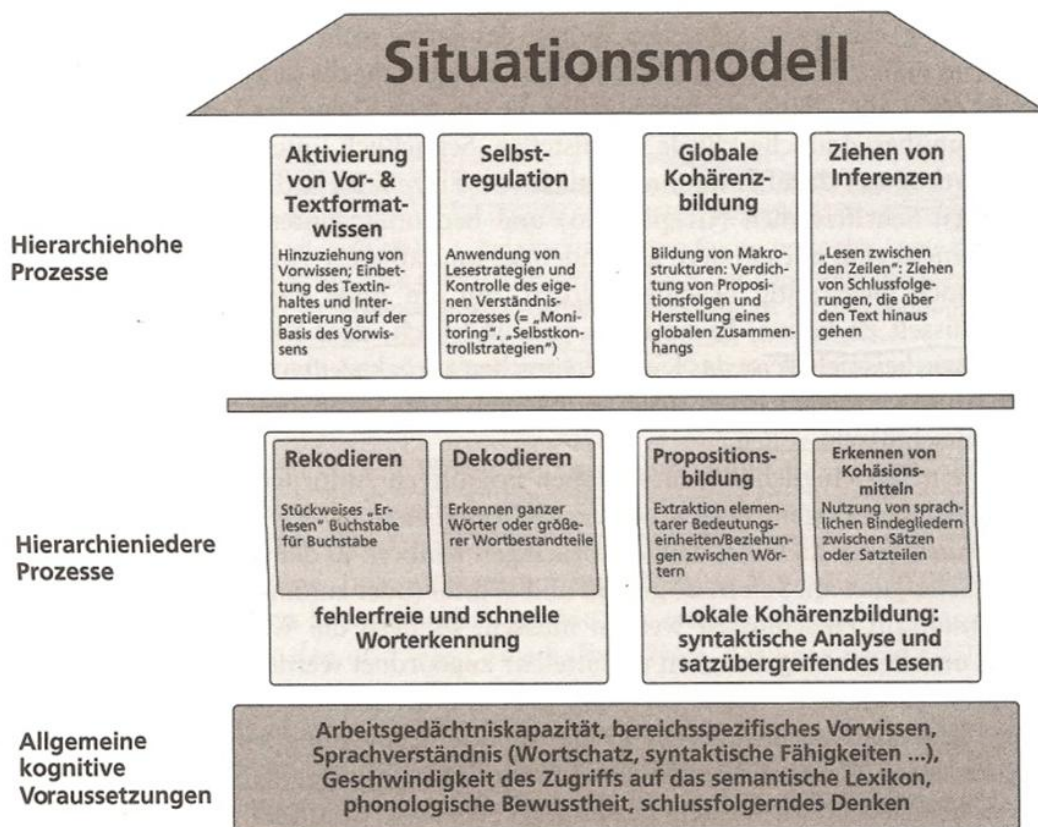 Situationsmodell
Hierarchiehohe
Prozesse
Aktivierung
von Vor- &
Textformat-
wissen
Hinzuziehung von
Vorwissen; Einbet-
tung des Textin-
haltes und Inter-
pretierung auf der
Basis des Vorwis-
sens
Selbst-
regulation
Anwendung von
Lesestrategien und
Kontrolle des eige-
nen Verständnis-
prozesses (= „Moni-
toring", „Selbstkon-
trollstrategien")
Globale
Kohärenz-
bildung
Bildung von Makro-
strukturen: Verdich-
tung von Proposi-
tionsfolgen und
Herstellung eines
globalen Zusammen-
hangs
Ziehen von
Inferenzen
„Lesen zwischen
den Zeilen": Ziehen
von Schlussfolge-
rungen, die über
den Text hinaus
gehen
Hierarchieniedere
Prozesse
Rekodieren
Stückweises „Er-
lesen" Buchstabe
für Buchstabe
Dekodieren
Erkennen ganzer
Wörter oder größe-
rer Wortbestandteile
fehlerfreie und schnelle
Worterkennung
Propositions-
bildung
Extraktion elemen-
tarer Bedeutungs-
einheiten/Beziehun-
gen zwischen Wör-
tern
Erkennen von
Kohäsions-
mitteln
Nutzung von sprach-
lichen Bindegliedern
zwischen Sätzen
oder Satzteilen
Lokale Kohärenzbildung:
syntaktische Analyse und
satzübergreifendes Lesen
Allgemeine
kognitive
Voraussetzungen
Arbeitsgedächtniskapazität, bereichsspezifisches Vorwissen,
Sprachverständnis (Wortschatz, syntaktische Fähigkeiten ...),
Geschwindigkeit des Zugriffs auf das semantische Lexikon,
phonologische Bewusstheit, schlussfolgerndes Denken